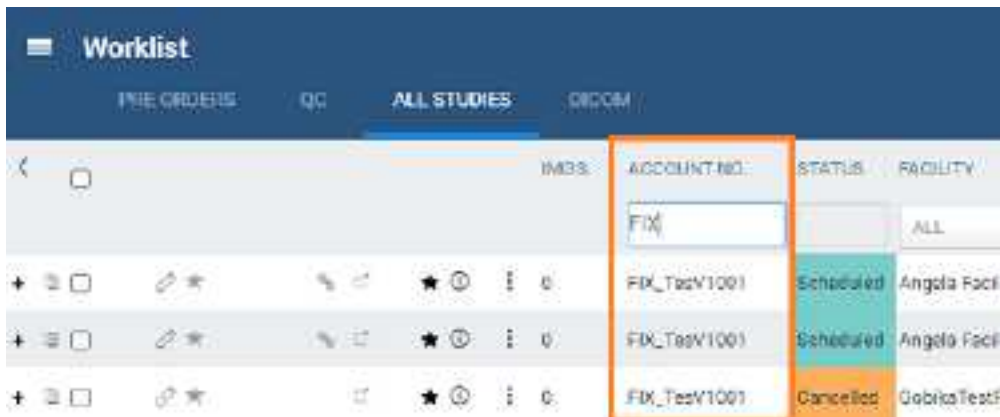 Worklist
PRE ORDERS QC ALL STUDIES DICOM
IMGS ACCOUNT NO. STATUS FACILITY
FIX ALL
0 FIX_TestV1001 Scheduled Angela Facil
0 FIX_TestV1001 Scheduled Angela Facil
0 FIX_TestV1001 Cancelled GobikaTestF